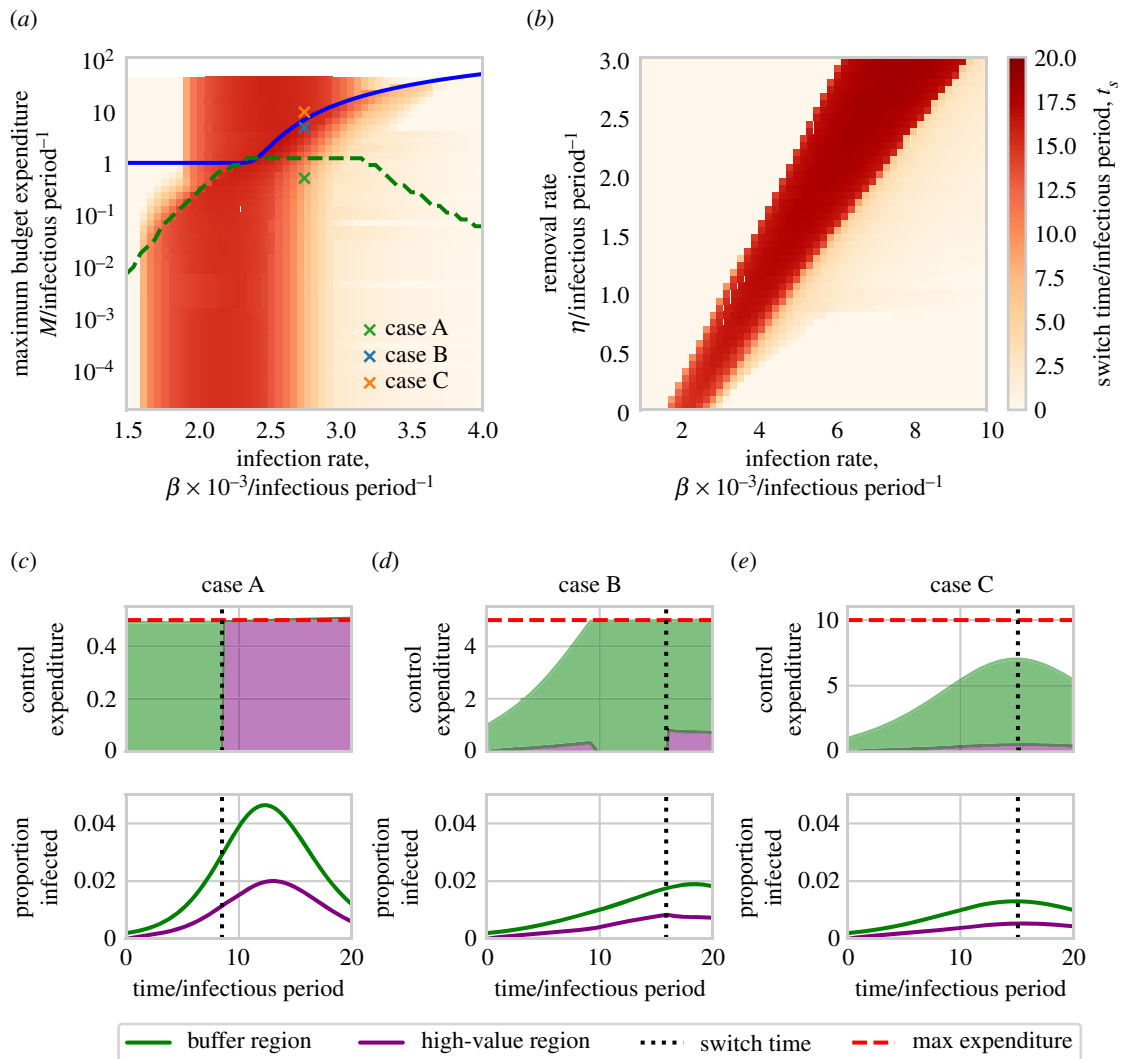 (a)
maximum budget expenditure
M/infectious period⁻¹
10²
10
1
10⁻¹
10⁻²
10⁻³
10⁻⁴
case A
case B
case C
1.5 2.0 2.5 3.0 3.5 4.0
infection rate,
β × 10⁻³/infectious period⁻¹
(b)
removal rate
η/infectious period⁻¹
3.0
2.5
2.0
1.5
1.0
0.5
0
2 4 6 8 10
infection rate,
β × 10⁻³/infectious period⁻¹
20.0
17.5
15.0
12.5
10.0
7.5
5.0
2.5
0
switch time/infectious period, tₛ
(c)
case A
control
expenditure
0.4
0.2
0
proportion
infected
0.04
0.02
0
0 10 20
time/infectious period
(d)
case B
control
expenditure
4
2
0
proportion
infected
0.04
0.02
0
0 10 20
time/infectious period
(e)
case C
control
expenditure
10
5
0
proportion
infected
0.04
0.02
0
0 10 20
time/infectious period
buffer region high-value region switch time max expenditure